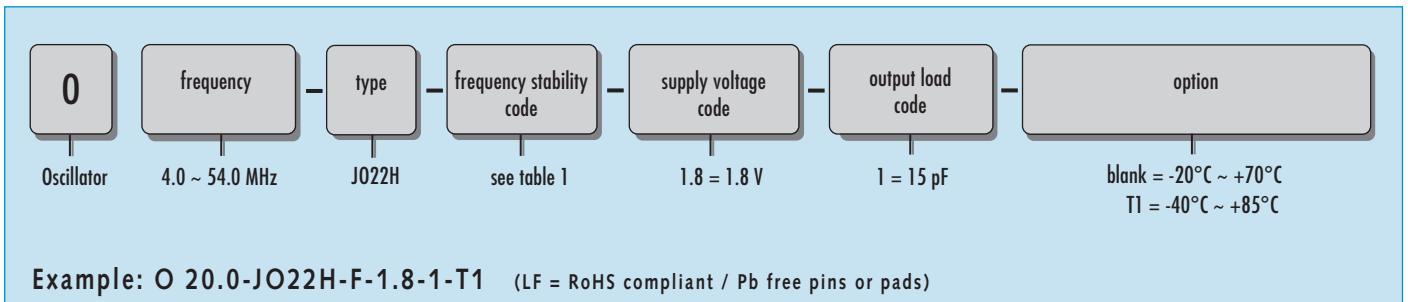 O
frequency
–
type
–
frequency stability
code
–
supply voltage
code
–
output load
code
–
option
Oscillator
4.0 ~ 54.0 MHz
JO22H
see table 1
1.8 = 1.8 V
1 = 15 pF
blank = -20°C ~ +70°C
T1 = -40°C ~ +85°C
Example: O 20.0-JO22H-F-1.8-1-T1 (LF = RoHS compliant / Pb free pins or pads)